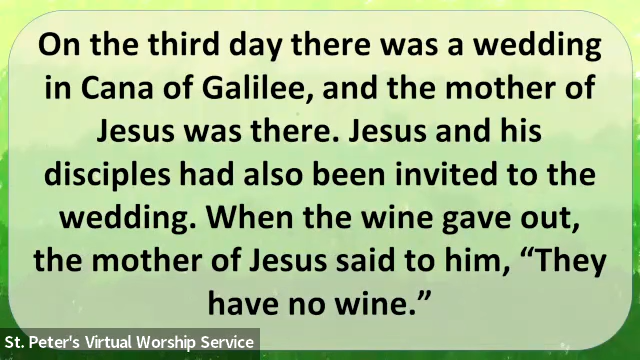 On the third day there was a wedding
in Cana of Galilee, and the mother of
Jesus was there. Jesus and his
disciples had also been invited to the
wedding. When the wine gave out,
the mother of Jesus said to him, “They
have no wine.”
St. Peter's Virtual Worship Service